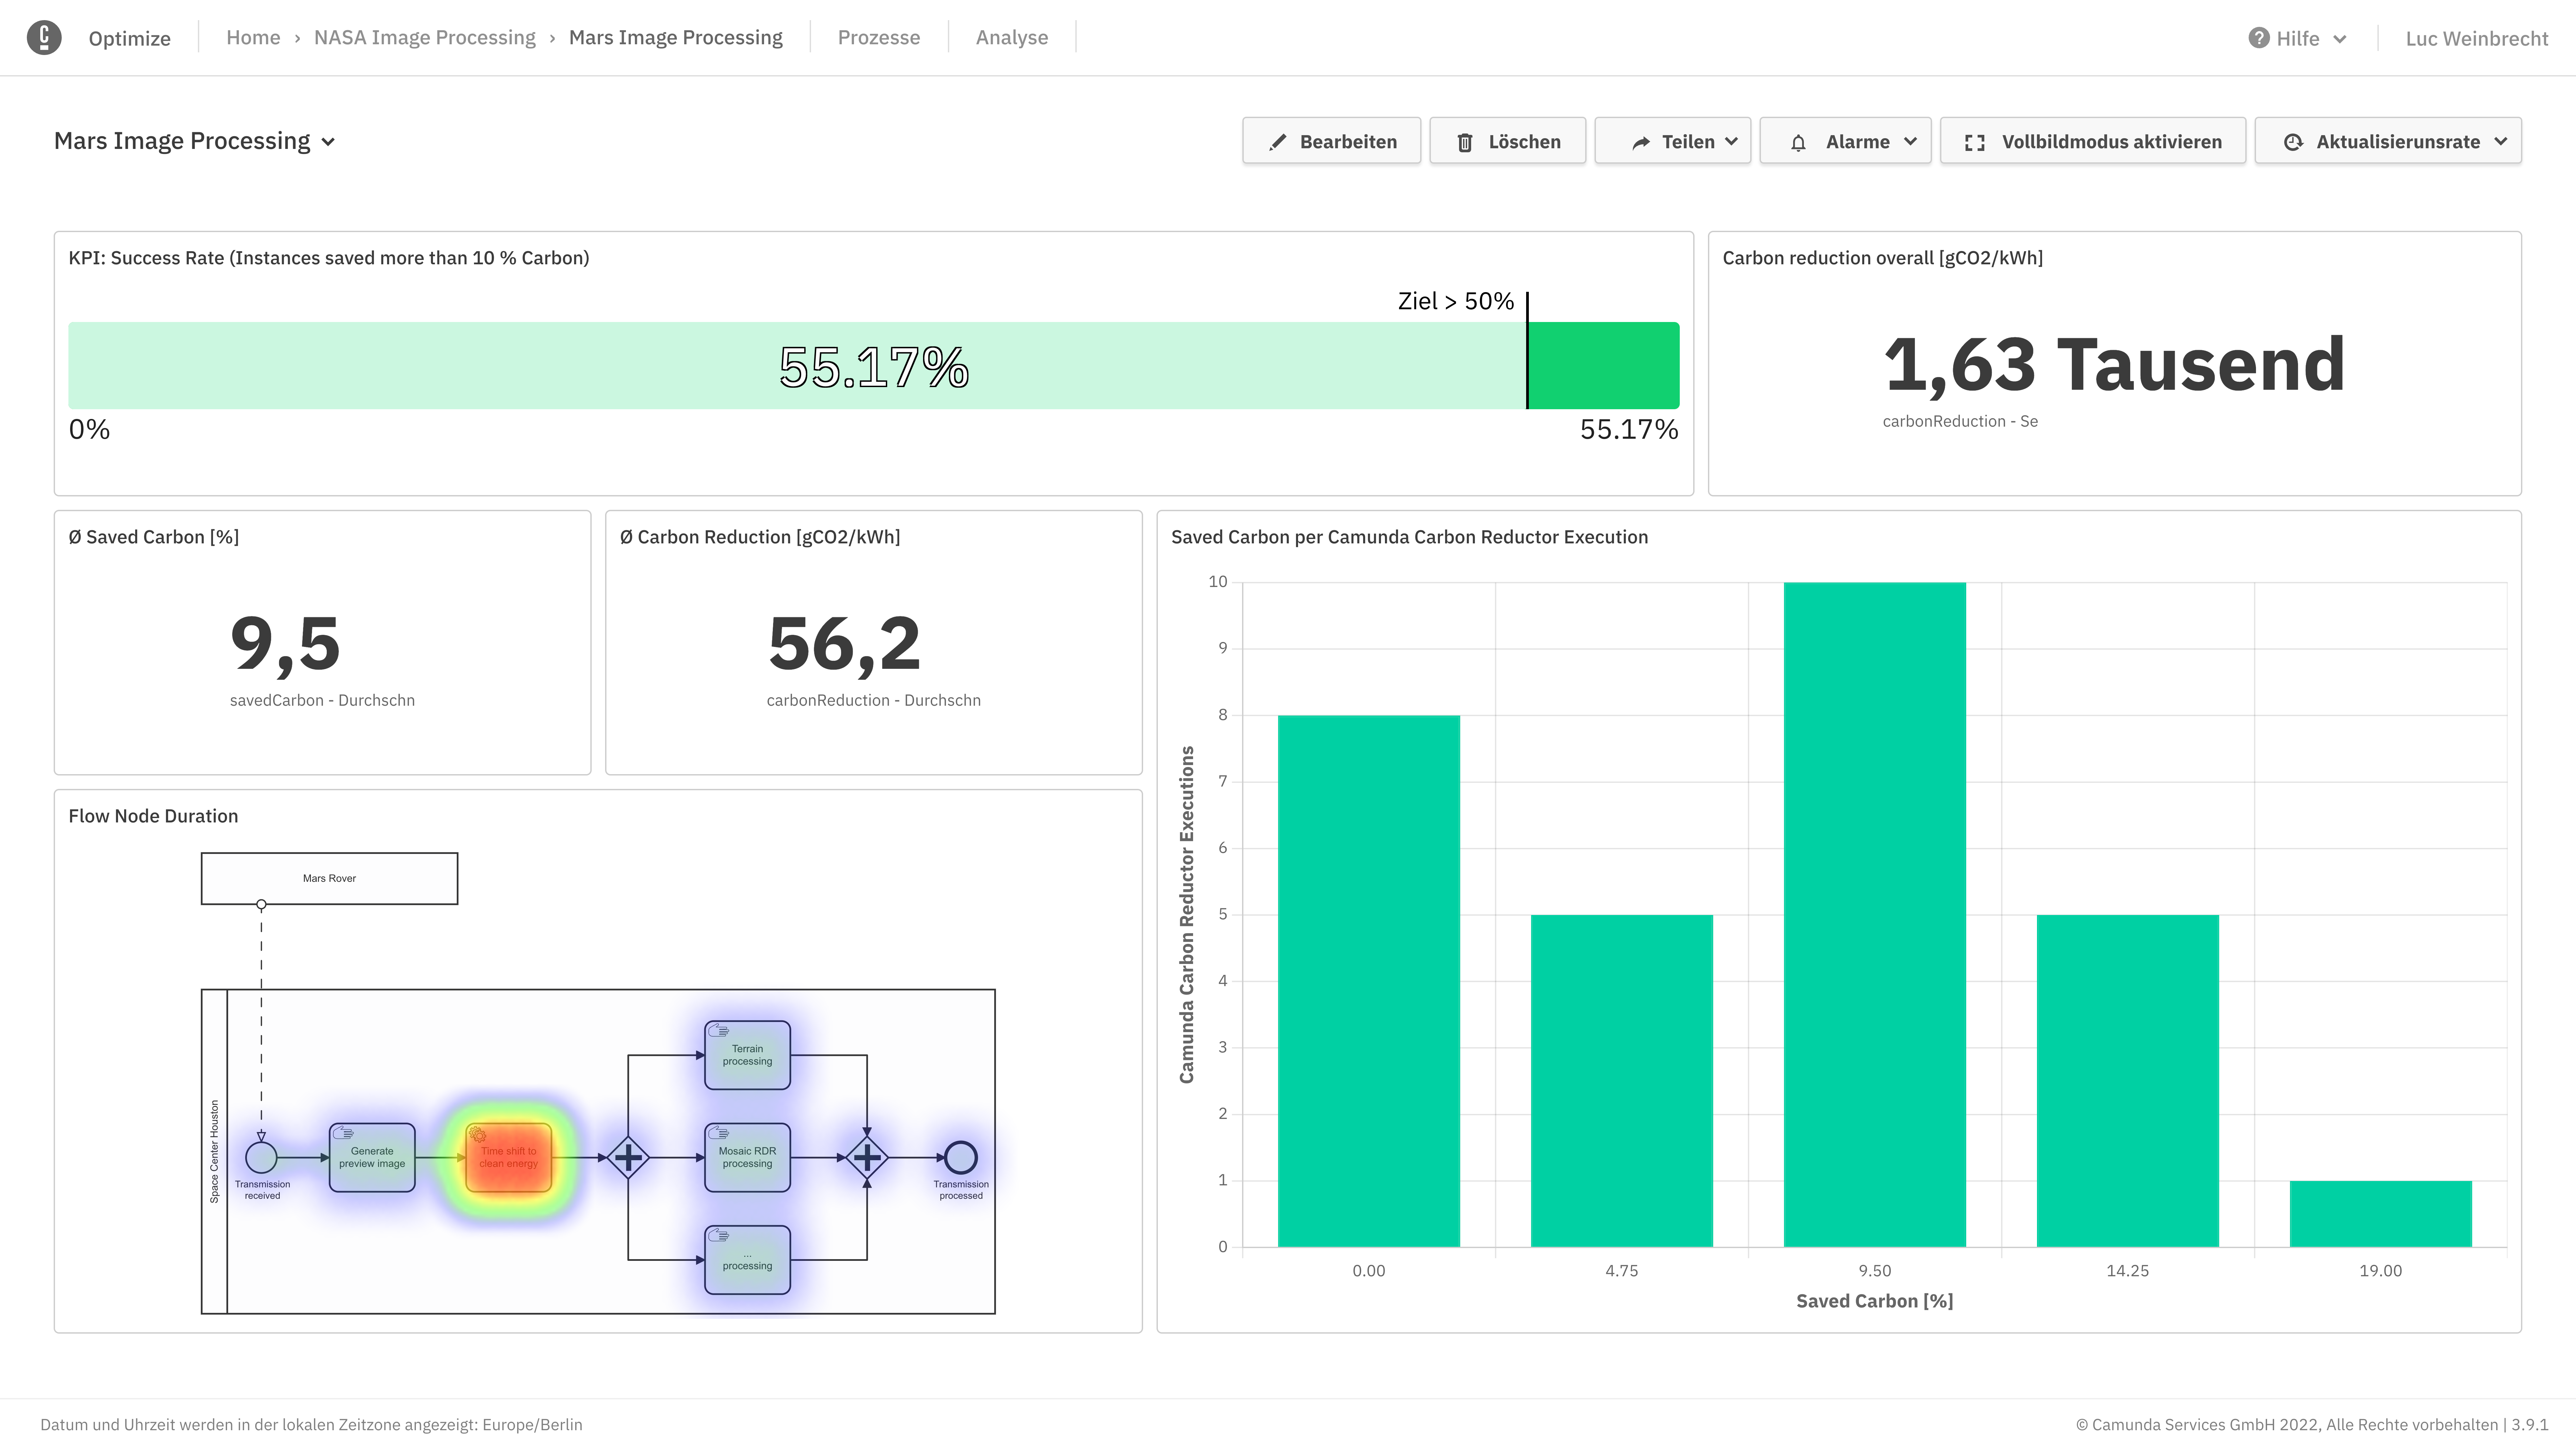 Optimize
Home › NASA Image Processing › Mars Image Processing
Prozesse
Analyse
Hilfe
Luc Weinbrecht
Mars Image Processing
Bearbeiten
Löschen
Teilen
Alarme
Vollbildmodus aktivieren
Aktualisierunsrate
KPI: Success Rate (Instances saved more than 10 % Carbon)
Ziel > 50%
55.17%
0%
55.17%
Carbon reduction overall [gCO2/kWh]
1,63 Tausend
carbonReduction - Se
Ø Saved Carbon [%]
9,5
savedCarbon - Durchschn
Ø Carbon Reduction [gCO2/kWh]
56,2
carbonReduction - Durchschn
Saved Carbon per Camunda Carbon Reductor Execution
Camunda Carbon Reductor Executions
10
9
8
7
6
5
4
3
2
1
0
0.00
4.75
9.50
14.25
19.00
Saved Carbon [%]
Flow Node Duration
Mars Rover
Space Center Houston
Transmission
received
Generate
preview image
Time shift to
clean energy
Terrain
processing
Mosaic RDR
processing
...
processing
Transmission
processed
Datum und Uhrzeit werden in der lokalen Zeitzone angezeigt: Europe/Berlin
© Camunda Services GmbH 2022, Alle Rechte vorbehalten | 3.9.1